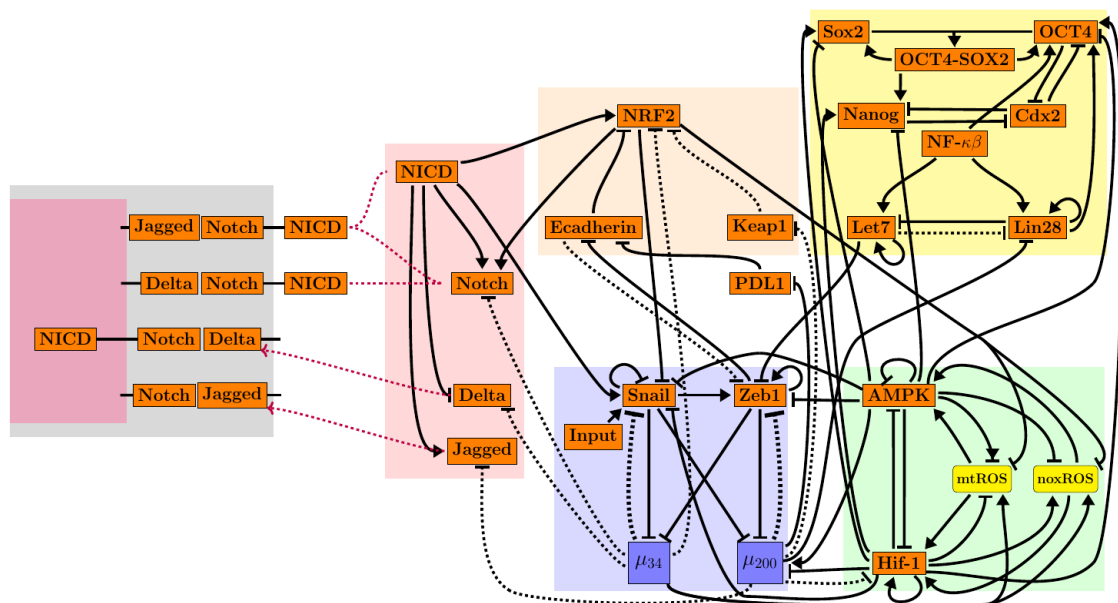 Sox2
OCT4
OCT4-SOX2
NRF2
Nanog
Cdx2
NF-κβ
NICD
Jagged
Notch
NICD
Ecadherin
Keap1
Let7
Lin28
Delta
Notch
NICD
Notch
PDL1
NICD
Notch
Delta
Notch
Jagged
Delta
Snail
Zeb1
AMPK
Input
Jagged
mtROS
noxROS
μ34
μ200
Hif-1